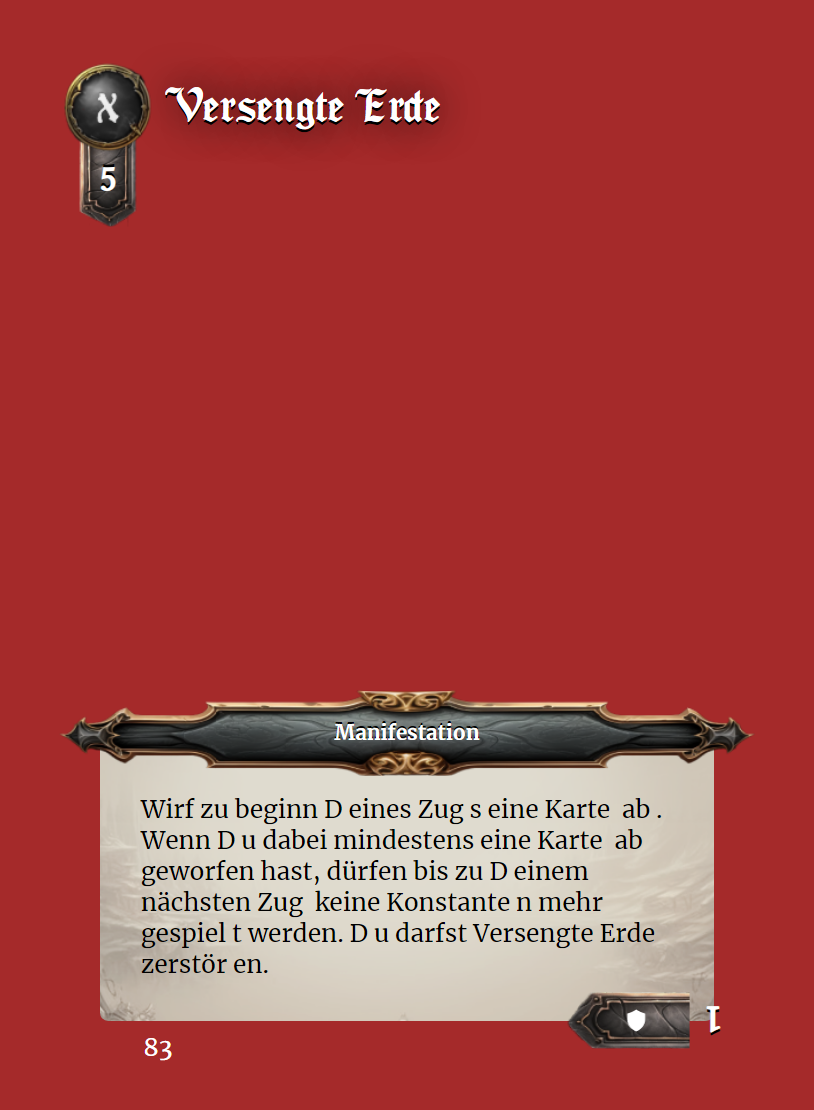 Versengte Erde
5
Manifestation
Wirf zu beginn D eines Zug s eine Karte ab .
Wenn D u dabei mindestens eine Karte ab
geworfen hast, dürfen bis zu D einem
nächsten Zug keine Konstante n mehr
gespiel t werden. D u darfst Versengte Erde
zerstör en.
1
83